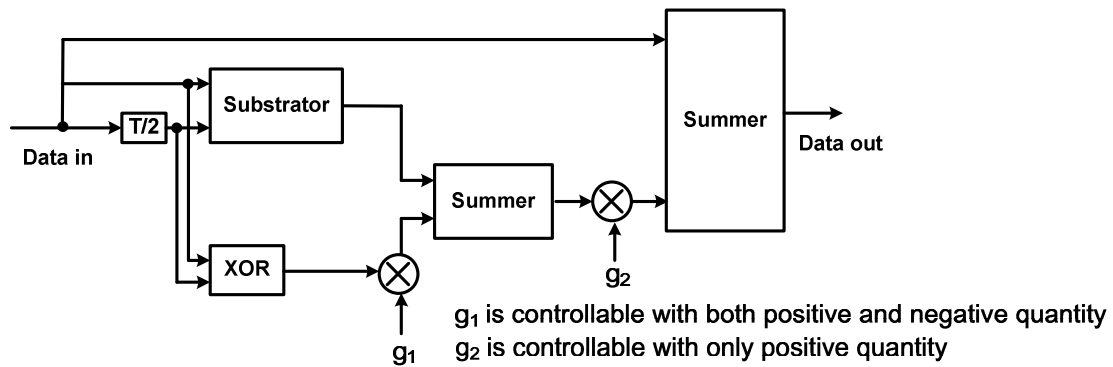 Substrator
Summer
T/2
Data in
Data out
Summer
XOR
g2
g1
g1 is controllable with both positive and negative quantity
g2 is controllable with only positive quantity